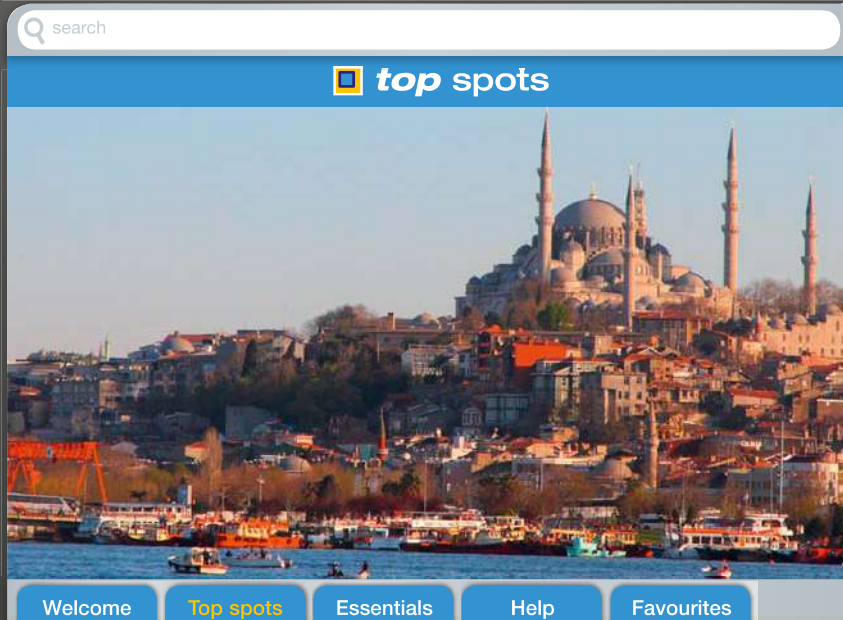 search
top spots
Welcome
Top spots
Essentials
Help
Favourites